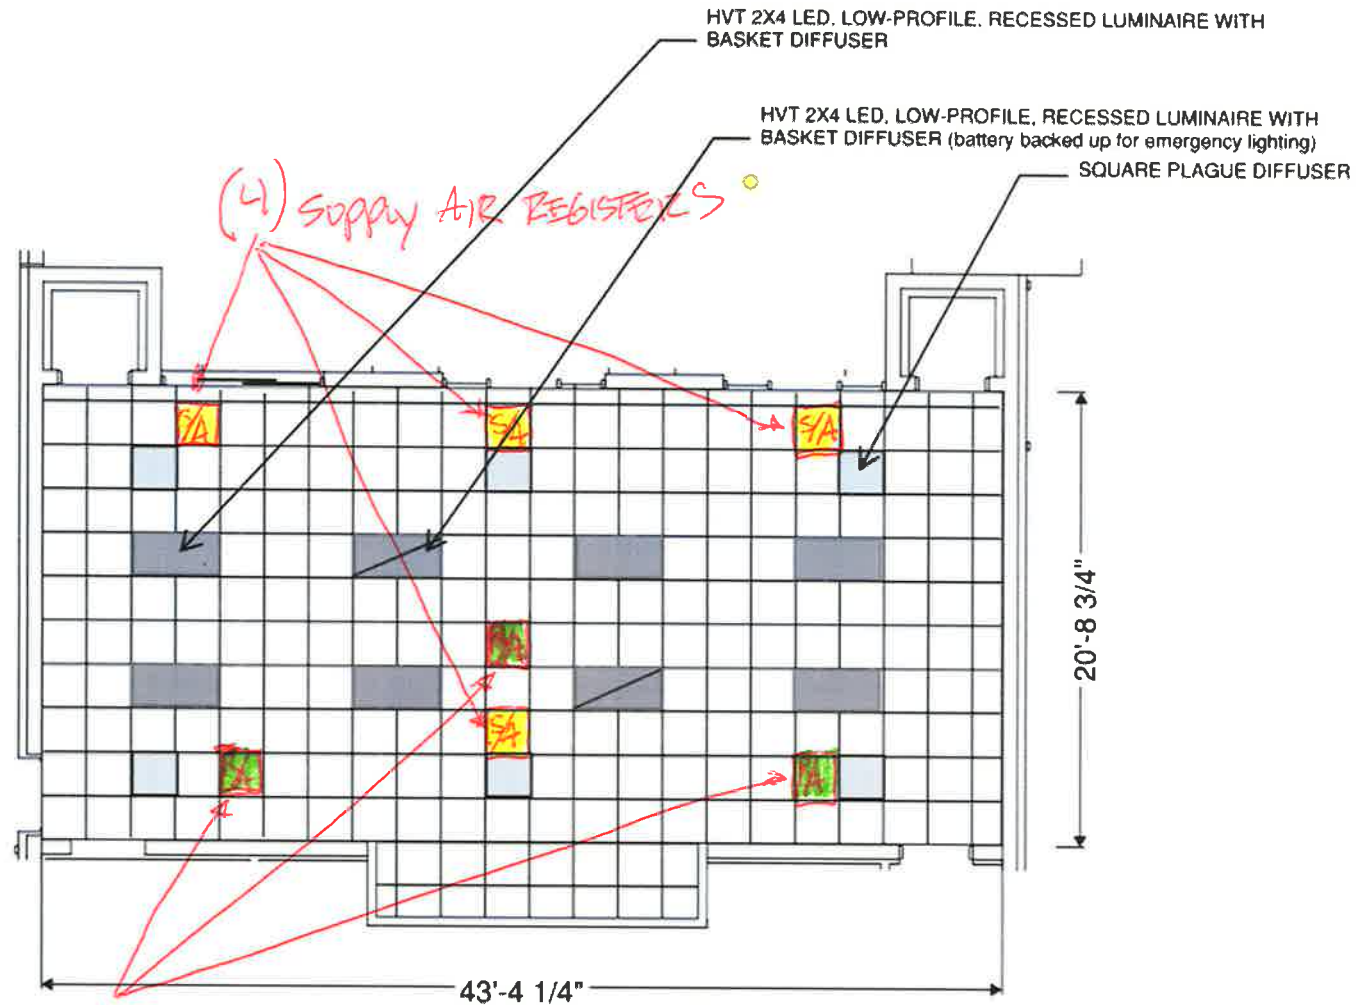 HVT 2X4 LED, LOW-PROFILE, RECESSED LUMINAIRE WITH
BASKET DIFFUSER
HVT 2X4 LED, LOW-PROFILE, RECESSED LUMINAIRE WITH
BASKET DIFFUSER (battery backed up for emergency lighting)
SQUARE PLAGUE DIFFUSER
(4) Supply AIR REGISTERS
S/A
S/A
S/A
S/A
20'-8 3/4"
43'-4 1/4"